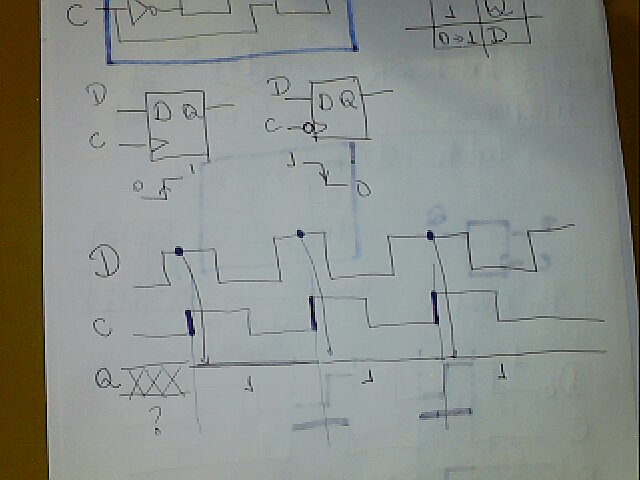 C
1 Q
0→1 D
D D
D Q D Q
C C
0 1 1 0
D
C
Q 1 1 1
?